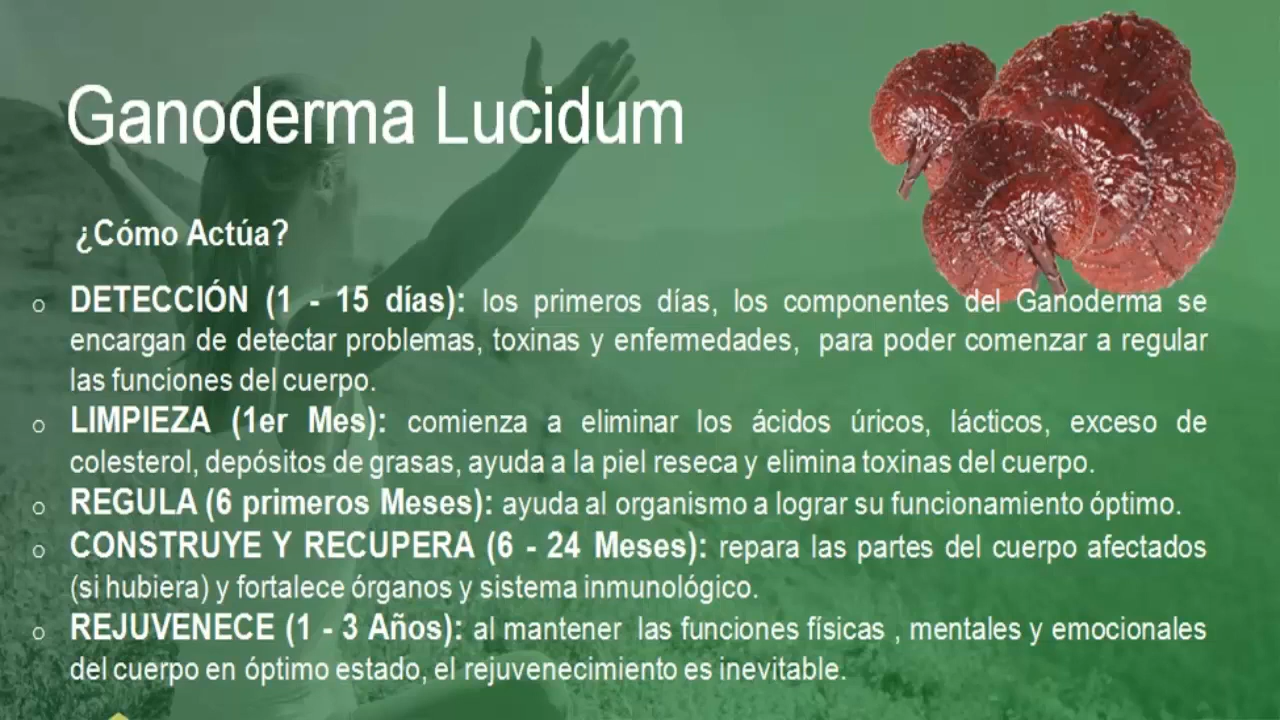 Ganoderma Lucidum
¿Cómo Actúa?
DETECCIÓN (1 - 15 días): los primeros días, los componentes del Ganoderma se
encargan de detectar problemas, toxinas y enfermedades, para poder comenzar a regular
las funciones del cuerpo.
LIMPIEZA (1er Mes): comienza a eliminar los ácidos úricos, lácticos, exceso de
colesterol, depósitos de grasas, ayuda a la piel reseca y elimina toxinas del cuerpo.
REGULA (6 primeros Meses): ayuda al organismo a lograr su funcionamiento óptimo.
CONSTRUYE Y RECUPERA (6 - 24 Meses): repara las partes del cuerpo afectados
(si hubiera) y fortalece órganos y sistema inmunológico.
REJUVENECE (1 - 3 Años): al mantener las funciones físicas , mentales y emocionales
del cuerpo en óptimo estado, el rejuvenecimiento es inevitable.